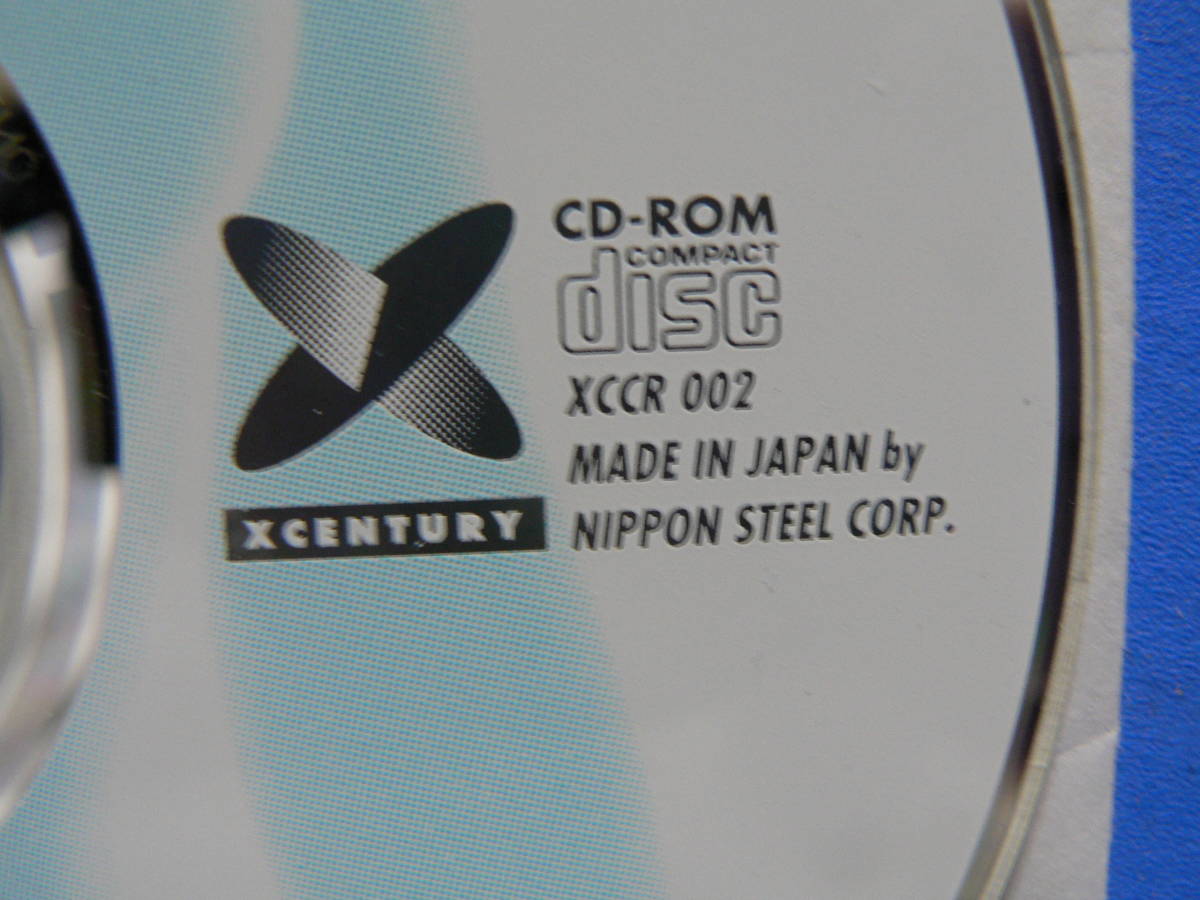 CD-ROM
COMPACT
disc
XCCR 002
MADE IN JAPAN by
NIPPON STEEL CORP.
XCENTURY